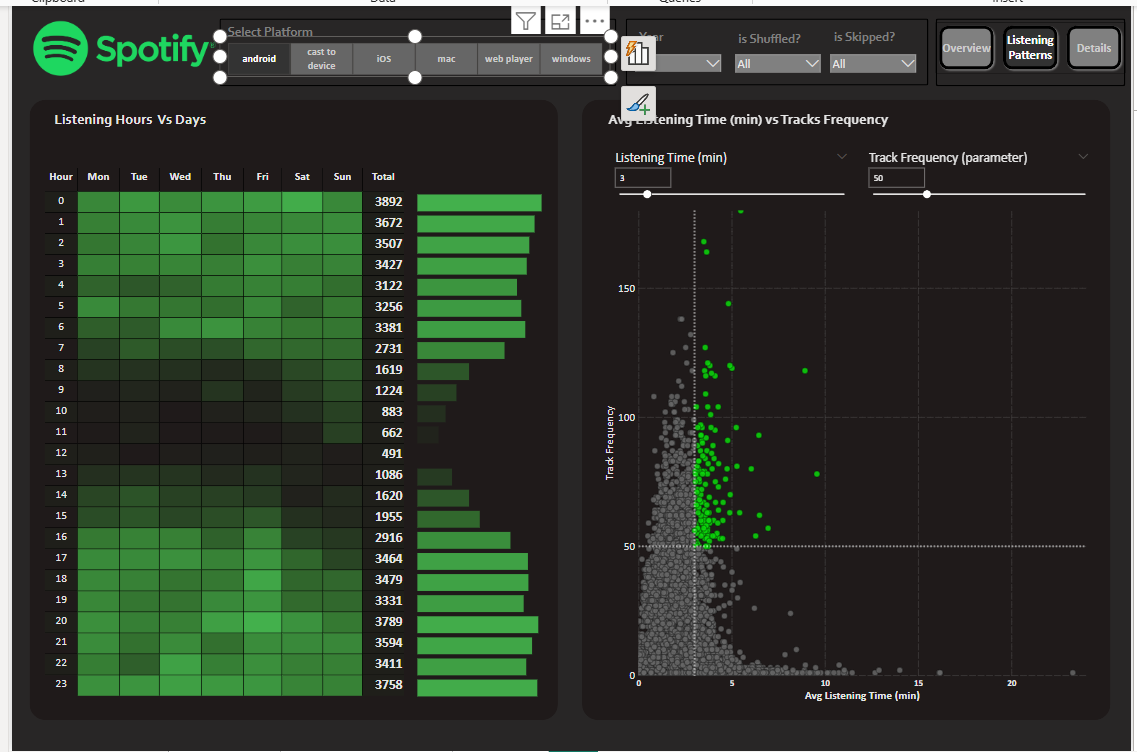 Data
Queries
Insert
Spotify
Select Platform
android
cast to
device
iOS
mac
web player
windows
is Shuffled?
All
is Skipped?
All
Overview
Listening
Patterns
Details
Listening Hours Vs Days
Hour Mon Tue Wed Thu Fri Sat Sun Total
0 3892
1 3672
2 3507
3 3427
4 3122
5 3256
6 3381
7 2731
8 1619
9 1224
10 883
11 662
12 491
13 1086
14 1620
15 1955
16 2916
17 3464
18 3479
19 3331
20 3789
21 3594
22 3411
23 3758
Avg Listening Time (min) vs Tracks Frequency
Listening Time (min)
3
Track Frequency (parameter)
50
Track Frequency
150
100
50
0
0 5 10 15 20
Avg Listening Time (min)